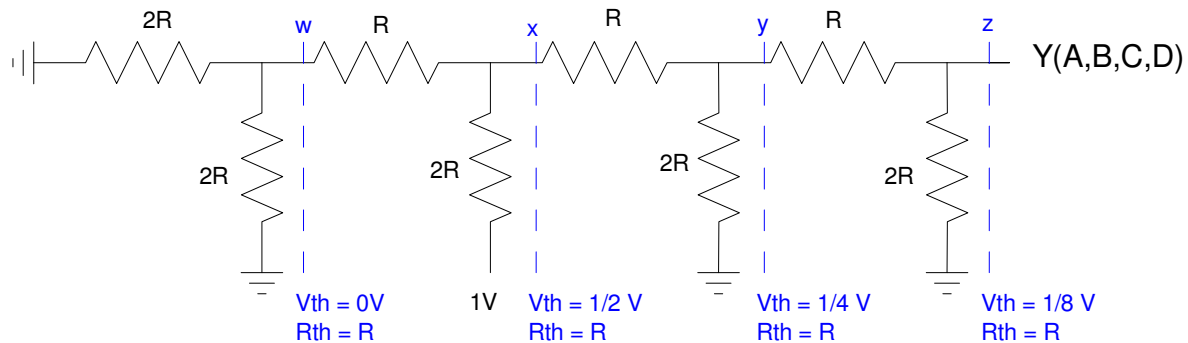 2R
w
R
x
R
y
R
z
Y(A,B,C,D)
2R
2R
2R
2R
Vth = 0V
Rth = R
1V
Vth = 1/2 V
Rth = R
Vth = 1/4 V
Rth = R
Vth = 1/8 V
Rth = R